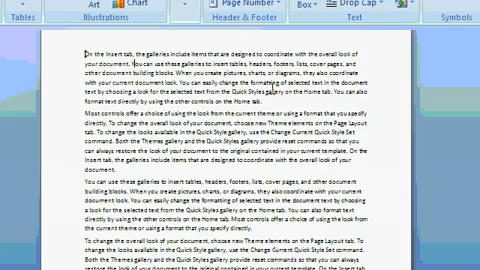 Art Chart Page Number Box Drop Cap
Tables Illustrations Header & Footer Text Symbols
On the Insert tab, the galleries include items that are designed to coordinate with the overall look of
your document. You can use these galleries to insert tables, headers, footers, lists, cover pages, and
other document building blocks. When you create pictures, charts, or diagrams, they also coordinate
with your current document look. You can easily change the formatting of selected text in the document
text by choosing a look for the selected text from the Quick Styles gallery on the Home tab. You can also
format text directly by using the other controls on the Home tab.
Most controls offer a choice of using the look from the current theme or using a format that you specify
directly. To change the overall look of your document, choose new Theme elements on the Page Layout
tab. To change the looks available in the Quick Style gallery, use the Change Current Quick Style Set
command. Both the Themes gallery and the Quick Styles gallery provide reset commands so that you
can always restore the look of your document to the original contained in your current template. On the
Insert tab, the galleries include items that are designed to coordinate with the overall look of your
document.
You can use these galleries to insert tables, headers, footers, lists, cover pages, and other document
building blocks. When you create pictures, charts, or diagrams, they also coordinate with your current
document look. You can easily change the formatting of selected text in the document text by choosing
a look for the selected text from the Quick Styles gallery on the Home tab. You can also format text
directly by using the other controls on the Home tab. Most controls offer a choice of using the look from
the current theme or using a format that you specify directly.
To change the overall look of your document, choose new Theme elements on the Page Layout tab. To
change the looks available in the Quick Style gallery, use the Change Current Quick Style Set command.
Both the Themes gallery and the Quick Styles gallery provide reset commands so that you can always
restore the look of your document to the original contained in your current template. On the Insert tab